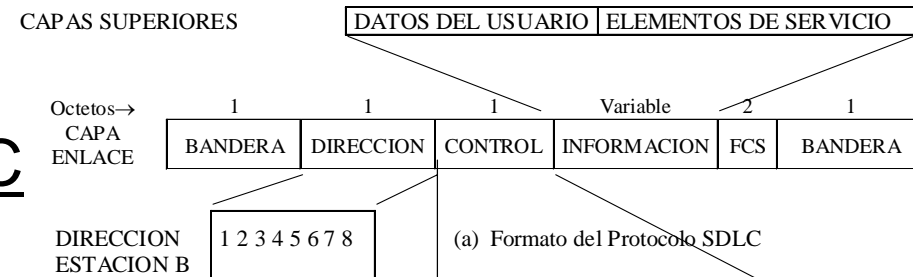 CAPAS SUPERIORES DATOS DEL USUARIO ELEMENTOS DE SERVICIO
Octetos→ 1 1 1 Variable 2 1
CAPA
ENLACE BANDERA DIRECCION CONTROL INFORMACION FCS BANDERA
C
DIRECCION 1 2 3 4 5 6 7 8 (a) Formato del Protocolo SDLC
ESTACION B